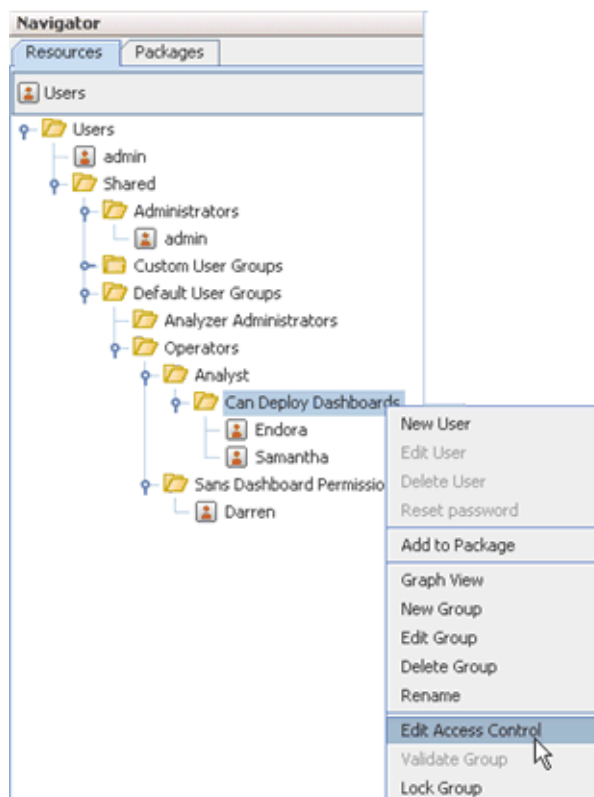 Navigator
Resources Packages
Users
Users
admin
Shared
Administrators
admin
Custom User Groups
Default User Groups
Analyzer Administrators
Operators
Analyst
Can Deploy Dashboards
Endora
Samantha
Sans Dashboard Permissio
Darren
New User
Edit User
Delete User
Reset password
Add to Package
Graph View
New Group
Edit Group
Delete Group
Rename
Edit Access Control
Validate Group
Lock Group